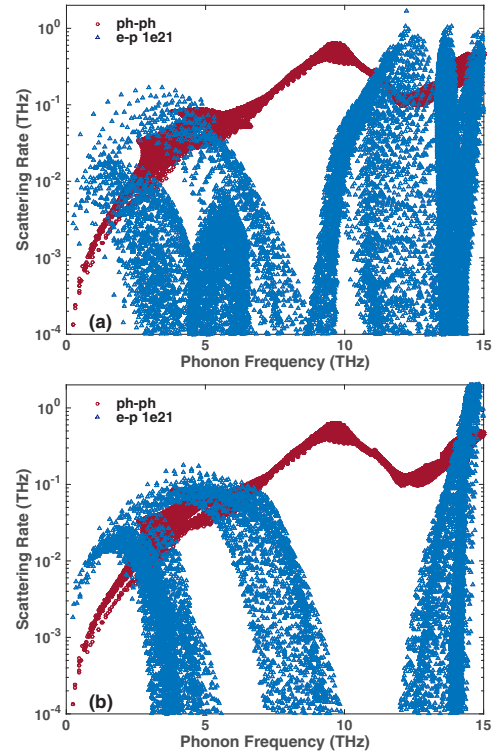 ph-ph
e-p 1e21
Scattering Rate (THz)
10^0
10^-1
10^-2
10^-3
10^-4
(a)
0 5 10 15
Phonon Frequency (THz)
ph-ph
e-p 1e21
Scattering Rate (THz)
10^0
10^-1
10^-2
10^-3
10^-4
(b)
0 5 10 15
Phonon Frequency (THz)